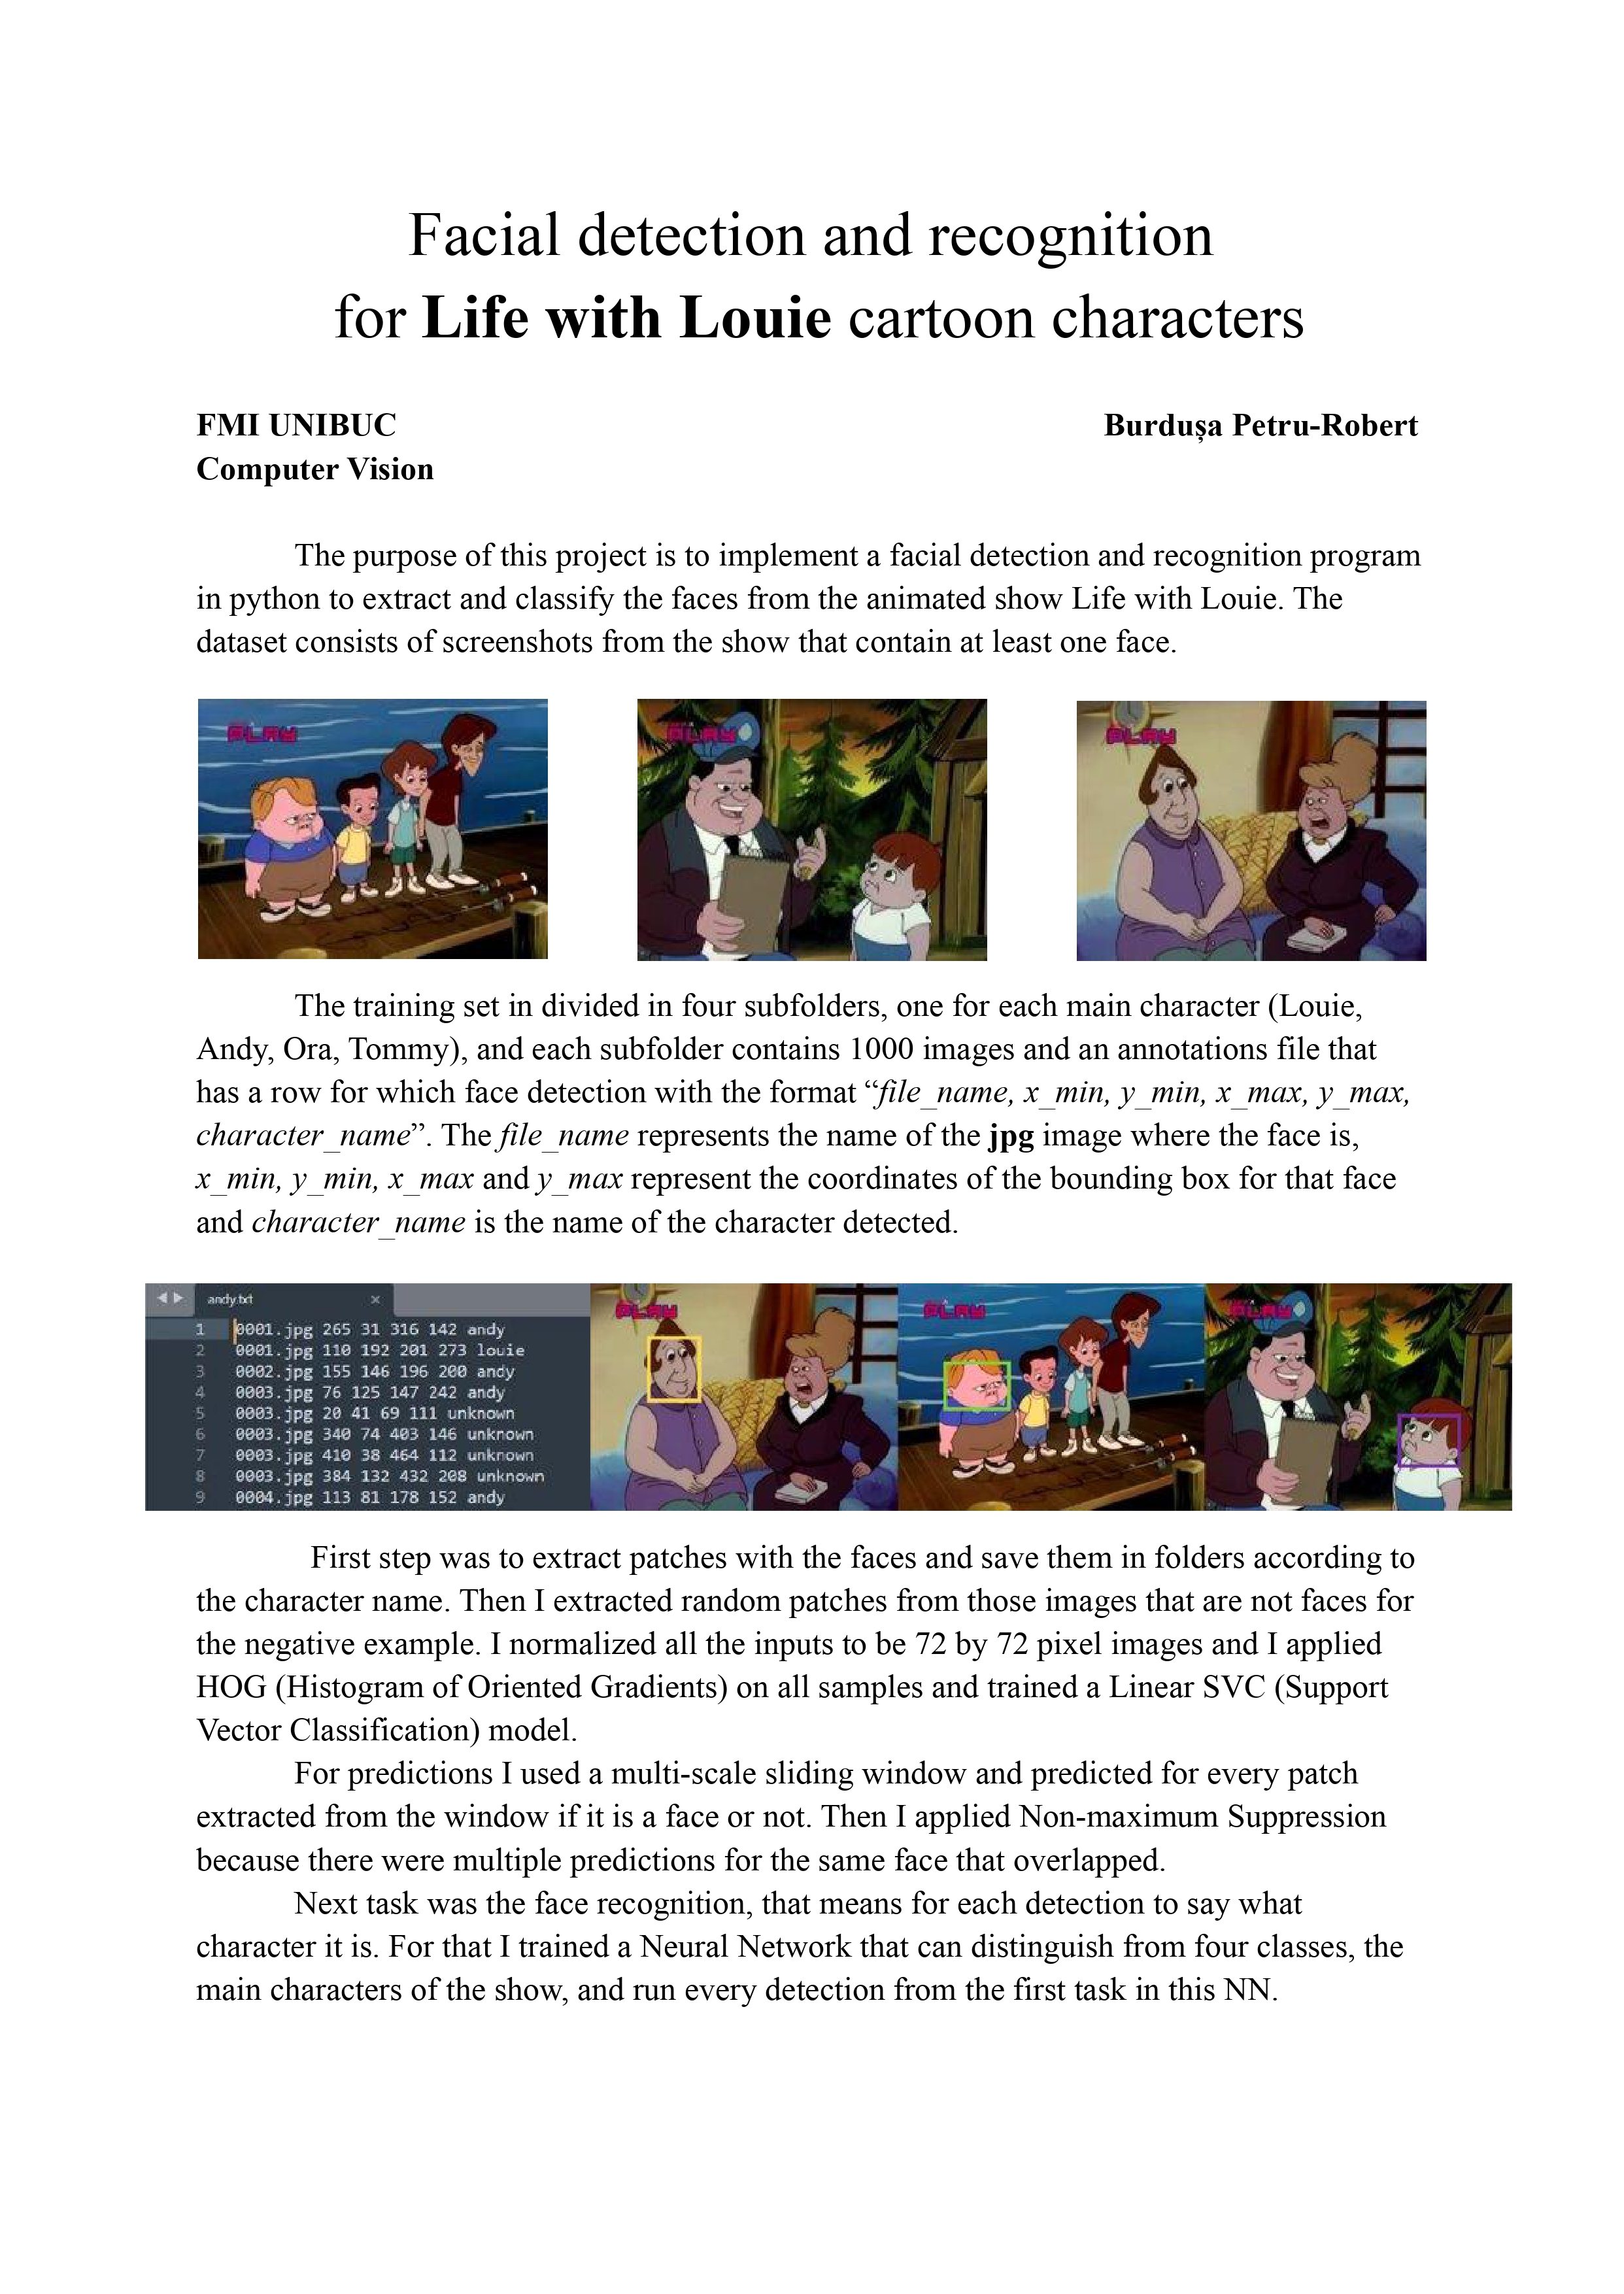 Facial detection and recognition
for Life with Louie cartoon characters
FMI UNIBUC Burdușa Petru-Robert
Computer Vision
The purpose of this project is to implement a facial detection and recognition program
in python to extract and classify the faces from the animated show Life with Louie. The
dataset consists of screenshots from the show that contain at least one face.
PLAY PLAY PLAY
The training set in divided in four subfolders, one for each main character (Louie,
Andy, Ora, Tommy), and each subfolder contains 1000 images and an annotations file that
has a row for which face detection with the format “file_name, x_min, y_min, x_max, y_max,
character_name”. The file_name represents the name of the jpg image where the face is,
x_min, y_min, x_max and y_max represent the coordinates of the bounding box for that face
and character_name is the name of the character detected.
andy.txt
1 0001.jpg 265 31 316 142 andy
2 0001.jpg 110 192 201 273 louie
3 0002.jpg 155 146 196 200 andy
4 0003.jpg 76 125 147 242 andy
5 0003.jpg 20 41 69 111 unknown
6 0003.jpg 340 74 403 146 unknown
7 0003.jpg 410 38 464 112 unknown
8 0003.jpg 384 132 432 208 unknown
9 0004.jpg 113 81 178 152 andy
PLAY PLAY PLAY
First step was to extract patches with the faces and save them in folders according to
the character name. Then I extracted random patches from those images that are not faces for
the negative example. I normalized all the inputs to be 72 by 72 pixel images and I applied
HOG (Histogram of Oriented Gradients) on all samples and trained a Linear SVC (Support
Vector Classification) model.
For predictions I used a multi-scale sliding window and predicted for every patch
extracted from the window if it is a face or not. Then I applied Non-maximum Suppression
because there were multiple predictions for the same face that overlapped.
Next task was the face recognition, that means for each detection to say what
character it is. For that I trained a Neural Network that can distinguish from four classes, the
main characters of the show, and run every detection from the first task in this NN.